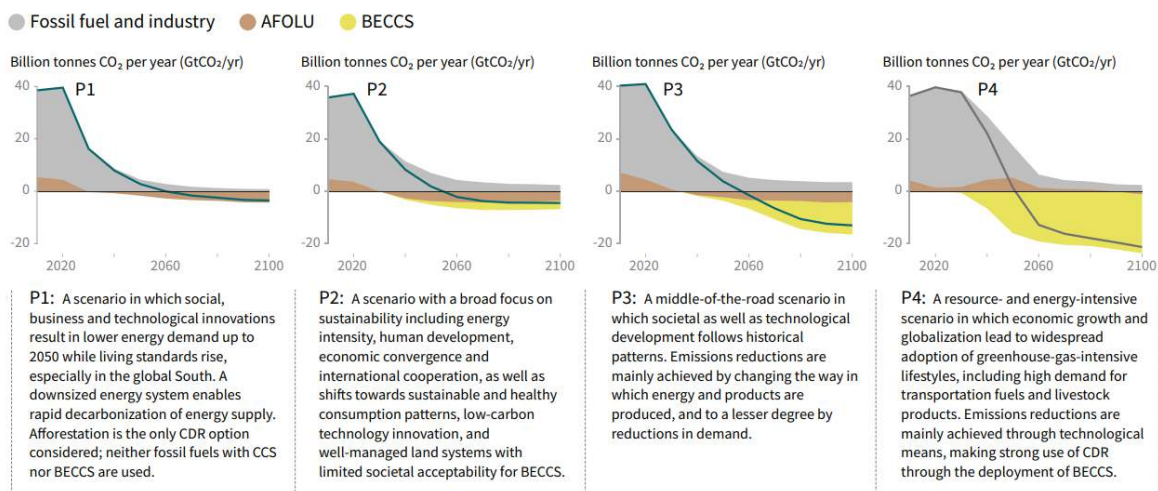 Fossil fuel and industry AFOLU BECCS
Billion tonnes CO₂ per year (GtCO₂/yr)
P1
40
20
0
-20
2020 2060 2100
Billion tonnes CO₂ per year (GtCO₂/yr)
P2
40
20
0
-20
2020 2060 2100
Billion tonnes CO₂ per year (GtCO₂/yr)
P3
40
20
0
-20
2020 2060 2100
Billion tonnes CO₂ per year (GtCO₂/yr)
P4
40
20
0
-20
2020 2060 2100
P1: A scenario in which social,
business and technological innovations
result in lower energy demand up to
2050 while living standards rise,
especially in the global South. A
downsized energy system enables
rapid decarbonization of energy supply.
Afforestation is the only CDR option
considered; neither fossil fuels with CCS
nor BECCS are used.
P2: A scenario with a broad focus on
sustainability including energy
intensity, human development,
economic convergence and
international cooperation, as well as
shifts towards sustainable and healthy
consumption patterns, low-carbon
technology innovation, and
well-managed land systems with
limited societal acceptability for BECCS.
P3: A middle-of-the-road scenario in
which societal as well as technological
development follows historical
patterns. Emissions reductions are
mainly achieved by changing the way in
which energy and products are
produced, and to a lesser degree by
reductions in demand.
P4: A resource- and energy-intensive
scenario in which economic growth and
globalization lead to widespread
adoption of greenhouse-gas-intensive
lifestyles, including high demand for
transportation fuels and livestock
products. Emissions reductions are
mainly achieved through technological
means, making strong use of CDR
through the deployment of BECCS.